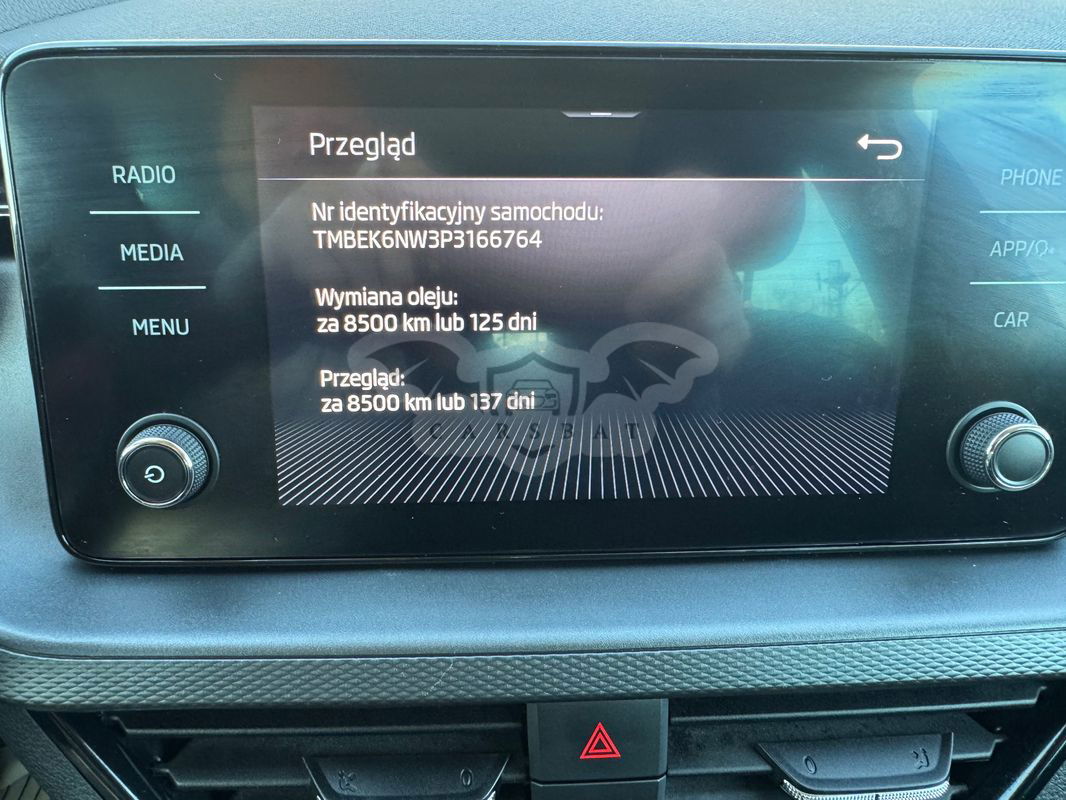 Przegląd
RADIO
MEDIA
MENU
Nr identyfikacyjny samochodu:
TMBEK6NW3P3166764
Wymiana oleju:
za 8500 km lub 125 dni
Przegląd:
za 8500 km lub 137 dni
CARSBAT
PHONE
APP/
CAR